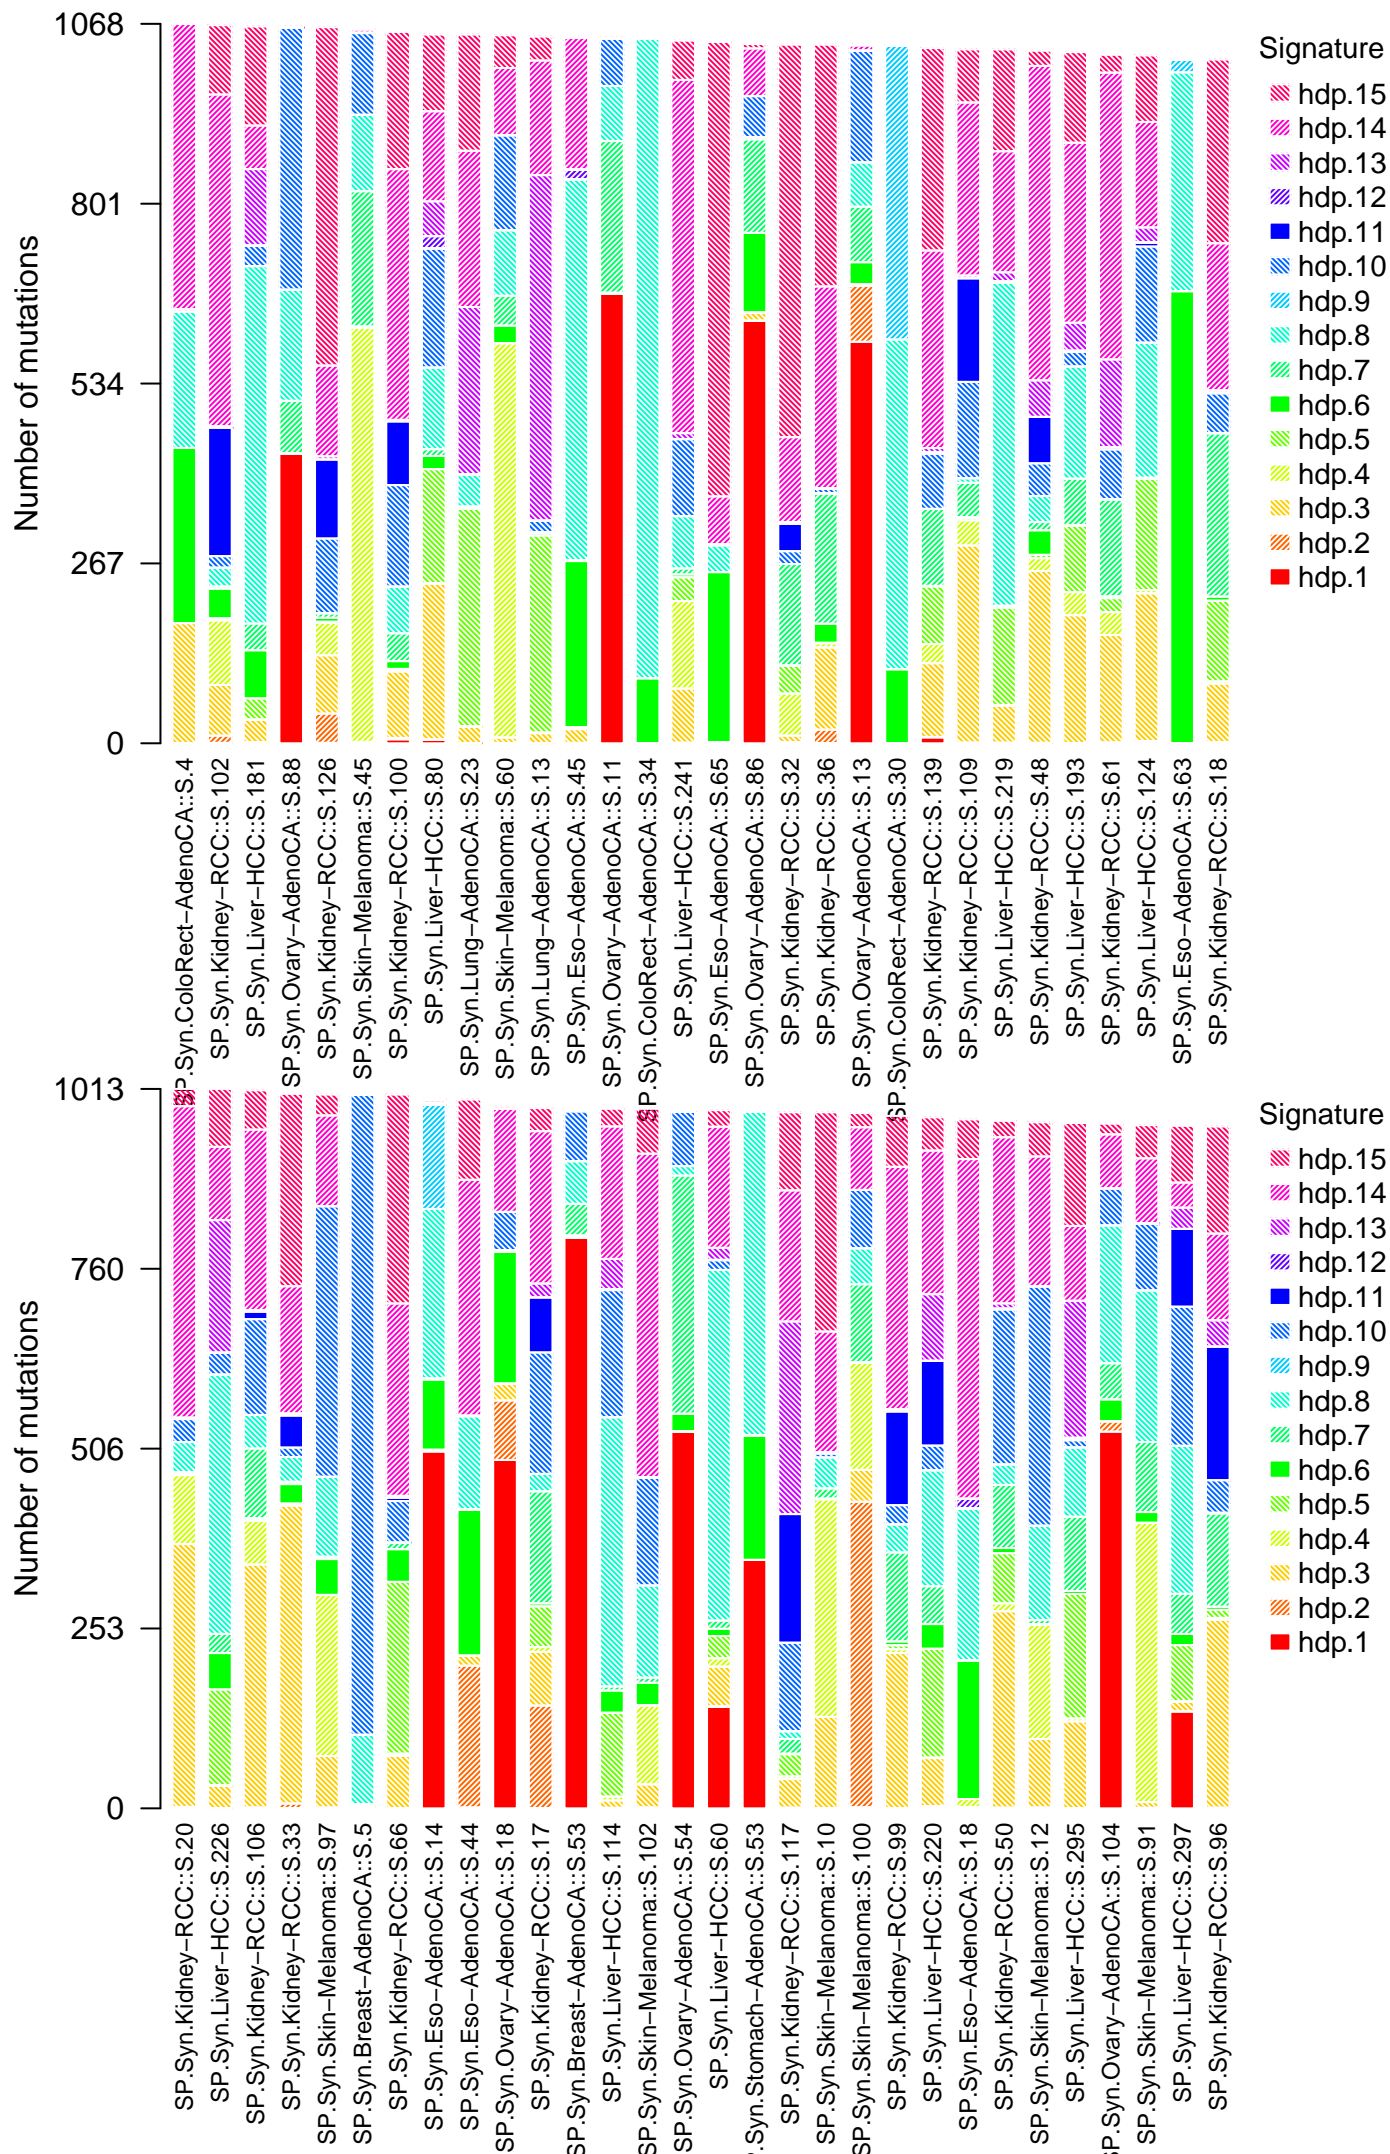 1068
801
534
267
0
Number of mutations
SP.Syn.ColoRect−AdenoCA::S.4
SP.Syn.Kidney−RCC::S.102
SP.Syn.Liver−HCC::S.181
SP.Syn.Ovary−AdenoCA::S.88
SP.Syn.Kidney−RCC::S.126
SP.Syn.Skin−Melanoma::S.45
SP.Syn.Kidney−RCC::S.100
SP.Syn.Liver−HCC::S.80
SP.Syn.Lung−AdenoCA::S.23
SP.Syn.Skin−Melanoma::S.60
SP.Syn.Lung−AdenoCA::S.13
SP.Syn.Eso−AdenoCA::S.45
SP.Syn.Ovary−AdenoCA::S.11
SP.Syn.ColoRect−AdenoCA::S.34
SP.Syn.Liver−HCC::S.241
SP.Syn.Eso−AdenoCA::S.65
SP.Syn.Ovary−AdenoCA::S.86
SP.Syn.Kidney−RCC::S.32
SP.Syn.Kidney−RCC::S.36
SP.Syn.Ovary−AdenoCA::S.13
SP.Syn.ColoRect−AdenoCA::S.30
SP.Syn.Kidney−RCC::S.139
SP.Syn.Kidney−RCC::S.109
SP.Syn.Liver−HCC::S.219
SP.Syn.Kidney−RCC::S.48
SP.Syn.Liver−HCC::S.193
SP.Syn.Kidney−RCC::S.61
SP.Syn.Liver−HCC::S.124
SP.Syn.Eso−AdenoCA::S.63
SP.Syn.Kidney−RCC::S.18
Signature
hdp.15
hdp.14
hdp.13
hdp.12
hdp.11
hdp.10
hdp.9
hdp.8
hdp.7
hdp.6
hdp.5
hdp.4
hdp.3
hdp.2
hdp.1
1013
760
506
253
0
Number of mutations
SP.Syn.Kidney−RCC::S.20
SP.Syn.Liver−HCC::S.226
SP.Syn.Kidney−RCC::S.106
SP.Syn.Kidney−RCC::S.33
SP.Syn.Skin−Melanoma::S.97
SP.Syn.Breast−AdenoCA::S.5
SP.Syn.Kidney−RCC::S.66
SP.Syn.Eso−AdenoCA::S.14
SP.Syn.Eso−AdenoCA::S.44
SP.Syn.Ovary−AdenoCA::S.18
SP.Syn.Kidney−RCC::S.17
SP.Syn.Breast−AdenoCA::S.53
SP.Syn.Liver−HCC::S.114
SP.Syn.Skin−Melanoma::S.102
SP.Syn.Ovary−AdenoCA::S.54
SP.Syn.Liver−HCC::S.60
P.Syn.Stomach−AdenoCA::S.53
SP.Syn.Kidney−RCC::S.117
SP.Syn.Skin−Melanoma::S.10
SP.Syn.Skin−Melanoma::S.100
SP.Syn.Kidney−RCC::S.99
SP.Syn.Liver−HCC::S.220
SP.Syn.Eso−AdenoCA::S.18
SP.Syn.Kidney−RCC::S.50
SP.Syn.Skin−Melanoma::S.12
SP.Syn.Liver−HCC::S.295
SP.Syn.Ovary−AdenoCA::S.104
SP.Syn.Skin−Melanoma::S.91
SP.Syn.Liver−HCC::S.297
SP.Syn.Kidney−RCC::S.96
Signature
hdp.15
hdp.14
hdp.13
hdp.12
hdp.11
hdp.10
hdp.9
hdp.8
hdp.7
hdp.6
hdp.5
hdp.4
hdp.3
hdp.2
hdp.1